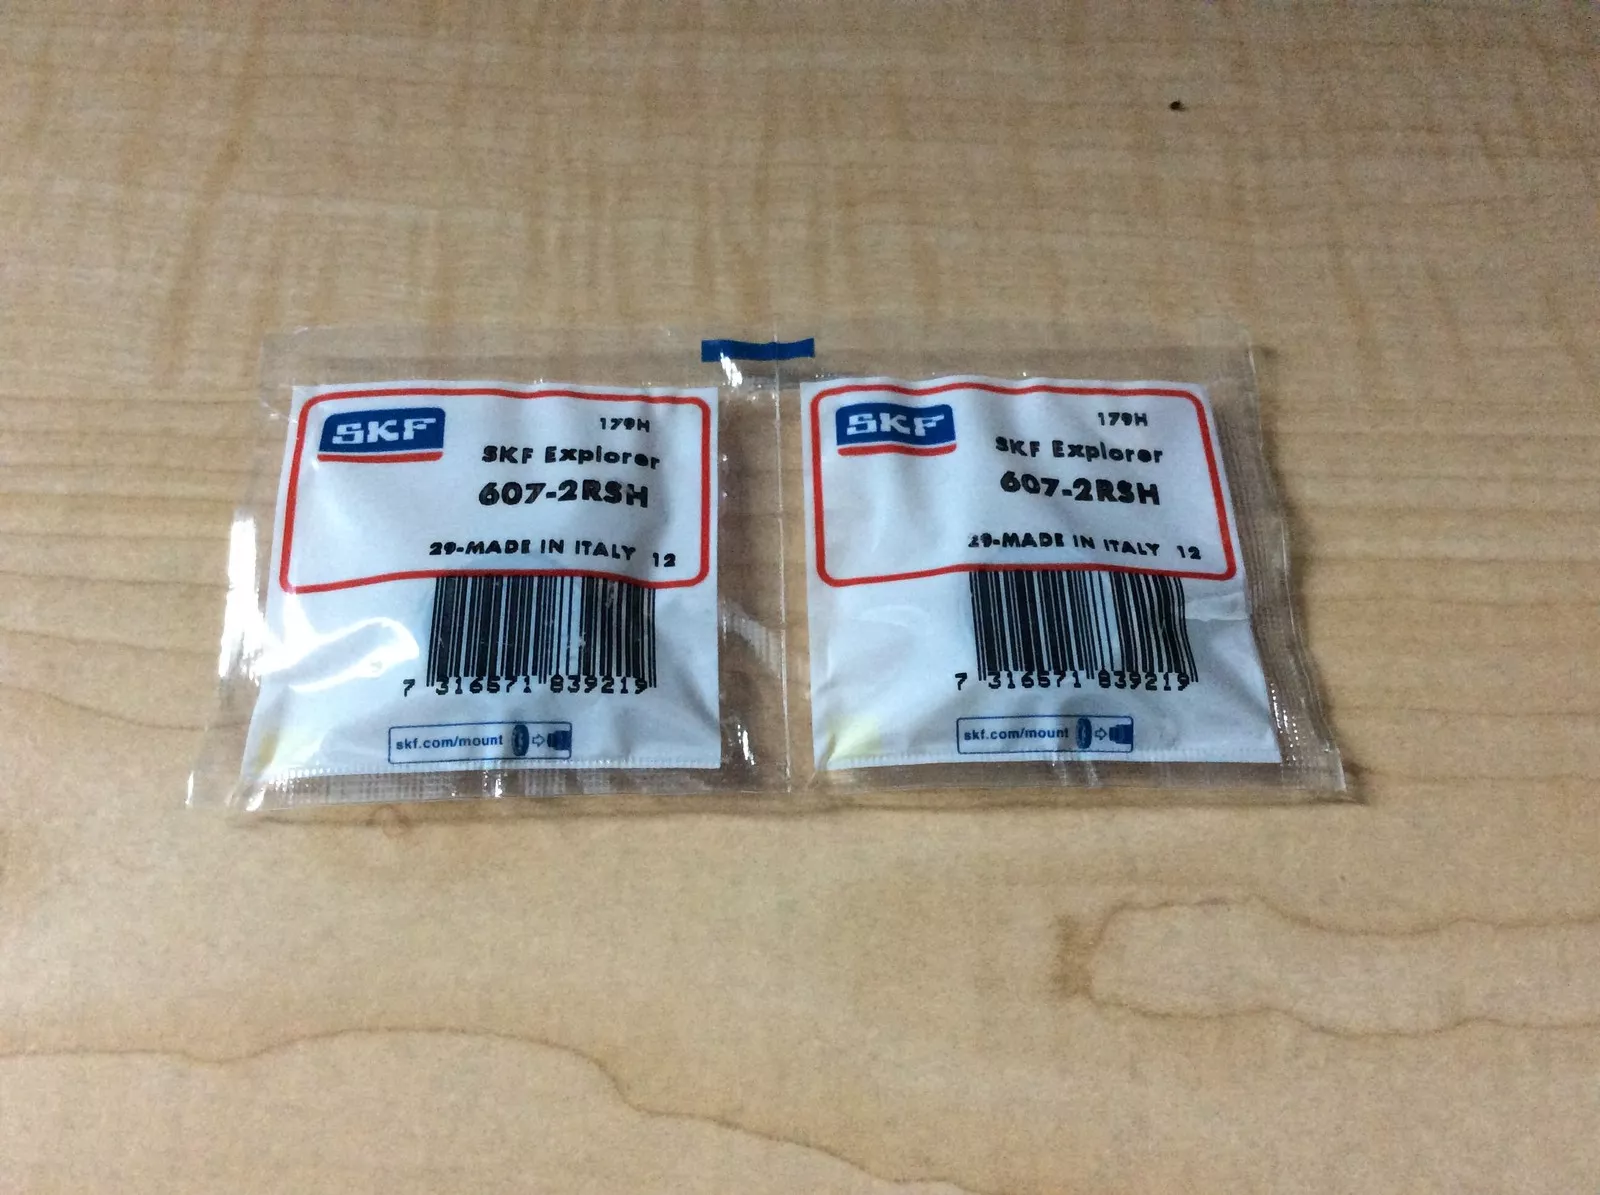 SKF
179H
SKF Explorer
607-2RSH
29-MADE IN ITALY 12
7 316571 839219
skf.com/mount
SKF
179H
SKF Explorer
607-2RSH
29-MADE IN ITALY 12
7 316571 839219
skf.com/mount